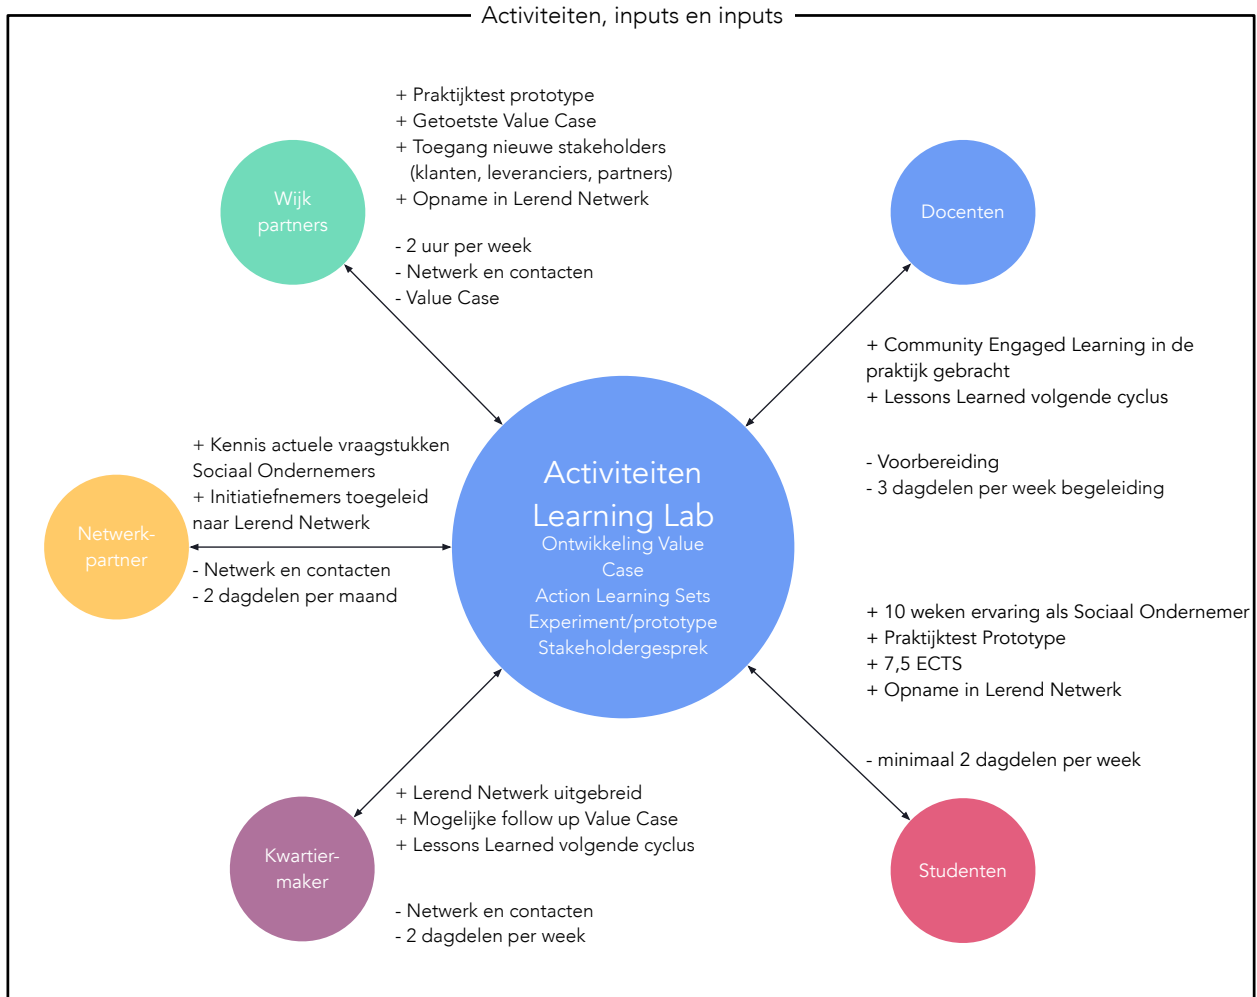 Activiteiten, inputs en inputs
+ Praktijktest prototype
+ Getoetste Value Case
+ Toegang nieuwe stakeholders
(klanten, leveranciers, partners)
+ Opname in Lerend Netwerk
- 2 uur per week
- Netwerk en contacten
- Value Case
Wijk
partners
Docenten
+ Community Engaged Learning in de
praktijk gebracht
+ Lessons Learned volgende cyclus
- Voorbereiding
- 3 dagdelen per week begeleiding
+ Kennis actuele vraagstukken
Sociaal Ondernemers
+ Initiatiefnemers toegeleid
naar Lerend Netwerk
Netwerk-
partner
- Netwerk en contacten
- 2 dagdelen per maand
Activiteiten
Learning Lab
Ontwikkeling Value
Case
Action Learning Sets
Experiment/prototype
Stakeholdergesprek
+ 10 weken ervaring als Sociaal Ondernemer
+ Praktijktest Prototype
+ 7,5 ECTS
+ Opname in Lerend Netwerk
- minimaal 2 dagdelen per week
+ Lerend Netwerk uitgebreid
+ Mogelijke follow up Value Case
+ Lessons Learned volgende cyclus
Kwartier-
maker
- Netwerk en contacten
- 2 dagdelen per week
Studenten